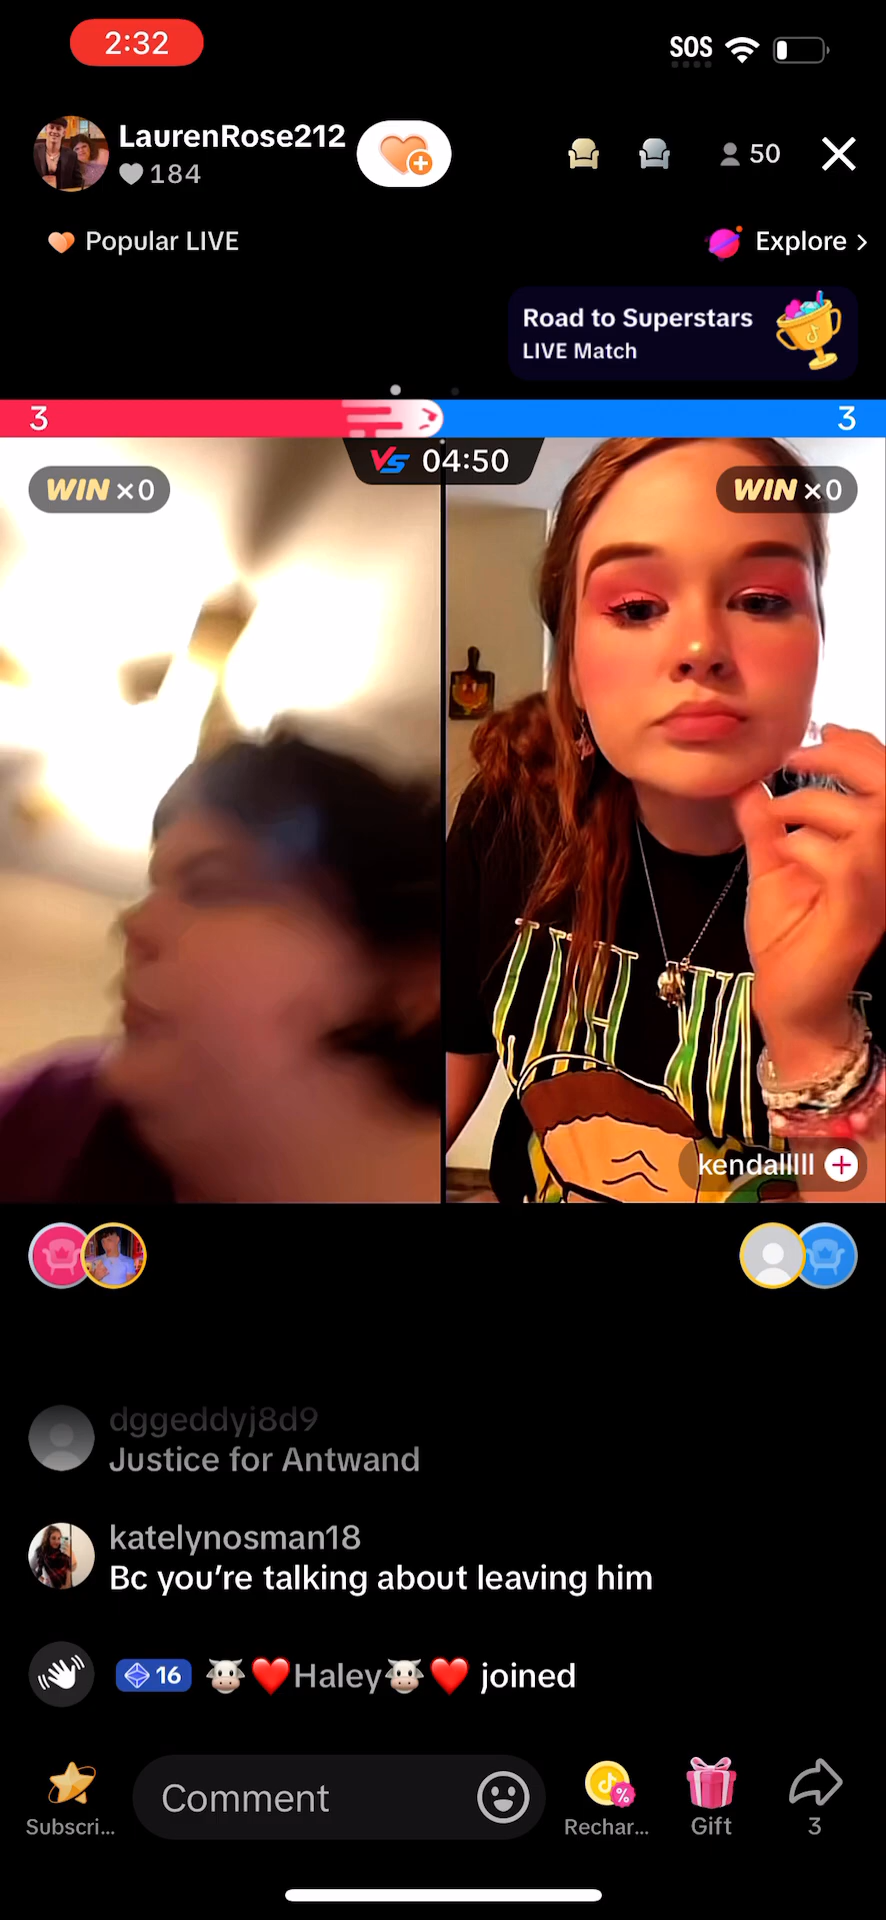 2:32
SOS
LaurenRose212
184
50
Popular LIVE
Explore >
Road to Superstars
LIVE Match
3
3
VS 04:50
WIN ×0
WIN ×0
kendalllll
dggeddyj8d9
Justice for Antwand
katelynosman18
Bc you're talking about leaving him
16 🐮❤️Haley🐮❤️ joined
Subscri...
Comment
Rechar...
Gift
3